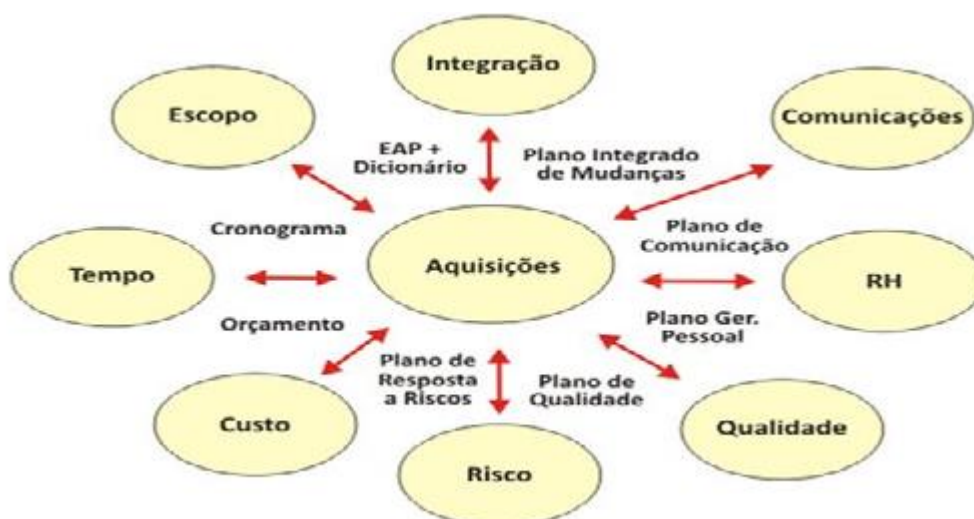 Integração
Escopo
Comunicações
EAP +
Dicionário
Plano Integrado
de Mudanças
Cronograma
Plano de
Comunicação
Tempo
Aquisições
RH
Orçamento
Plano Ger.
Pessoal
Plano de
Resposta
a Riscos
Plano de
Qualidade
Custo
Qualidade
Risco